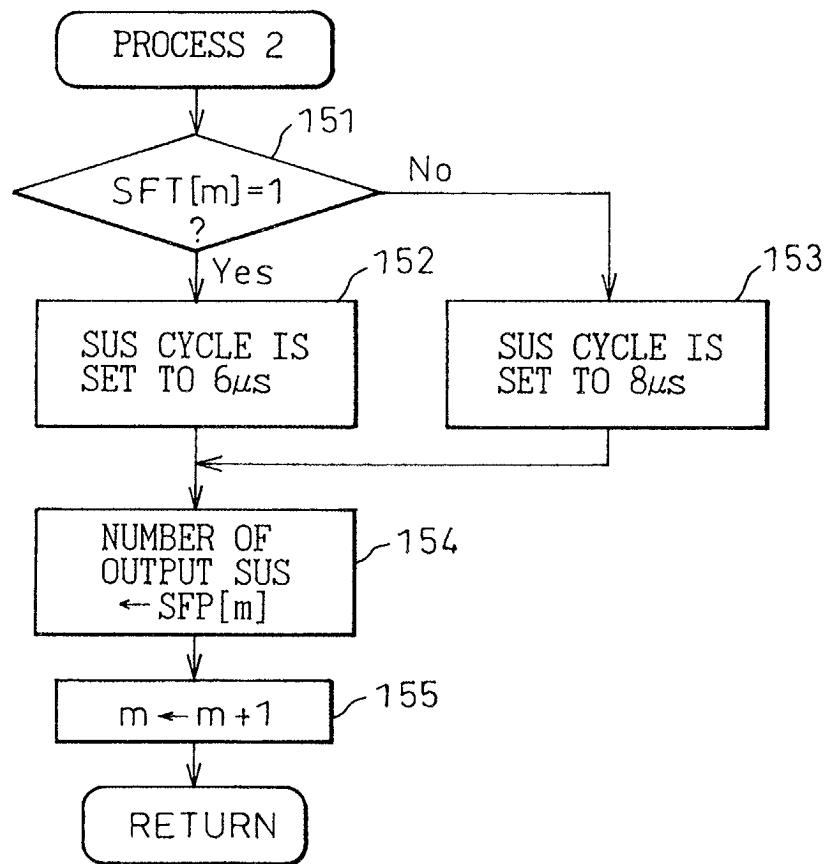 PROCESS 2
151
SFT[m]=1
?
No
Yes
152
153
SUS CYCLE IS
SET TO 6μs
SUS CYCLE IS
SET TO 8μs
NUMBER OF
OUTPUT SUS
← SFP[m]
154
m ← m+1
155
RETURN